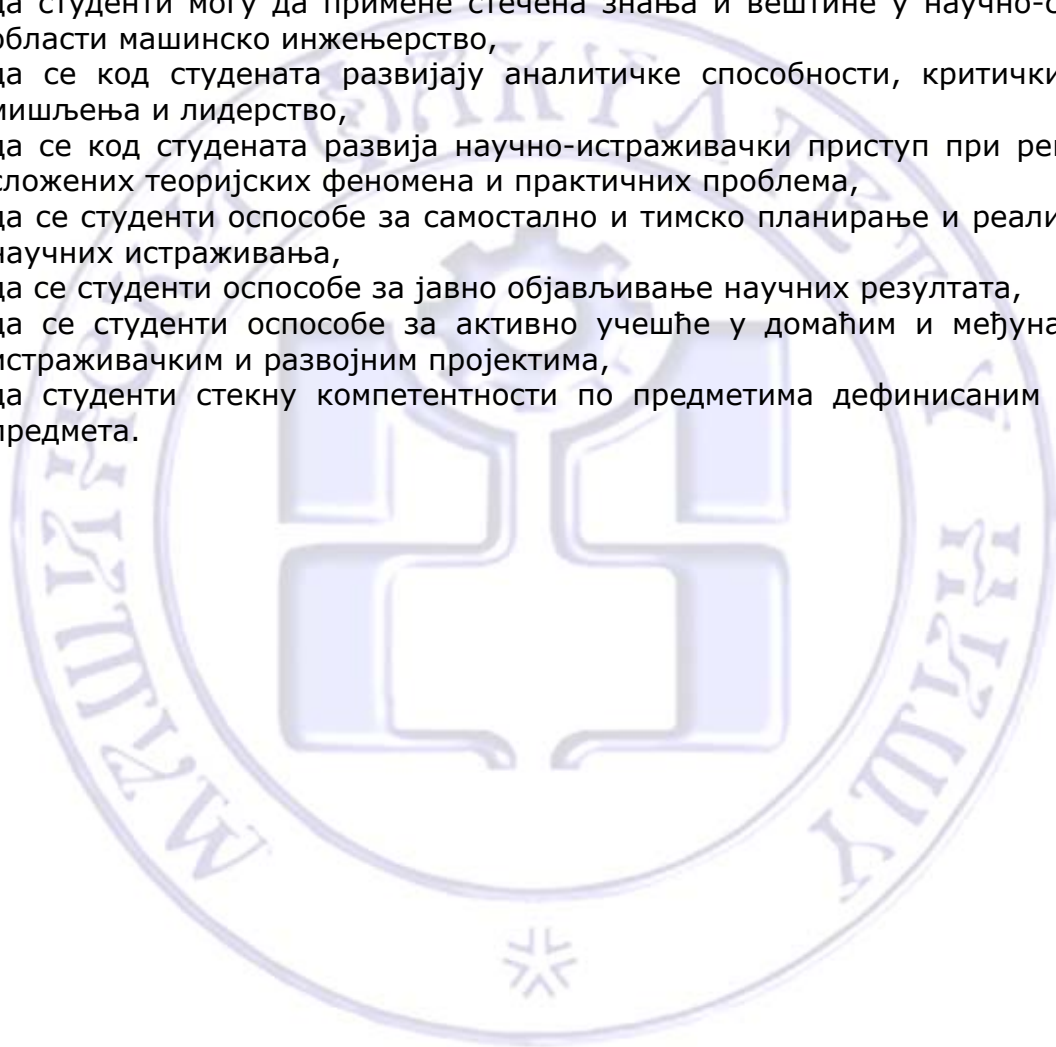 да студенти могу да примене стечена знања и вештине у научно-о
области машинско инжењерство,
да се код студената развијају аналитичке способности, критички
мишљења и лидерство,
да се код студената развија научно-истраживачки приступ при реш
сложених теоријских феномена и практичних проблема,
да се студенти оспособе за самостално и тимско планирање и реали
научних истраживања,
да се студенти оспособе за јавно објављивање научних резултата,
да се студенти оспособе за активно учешће у домаћим и међуна
истраживачким и развојним пројектима,
да студенти стекну компетентности по предметима дефинисаним
предмета.
МАШИНСКИ ФАКУЛТЕТ У НИШУ